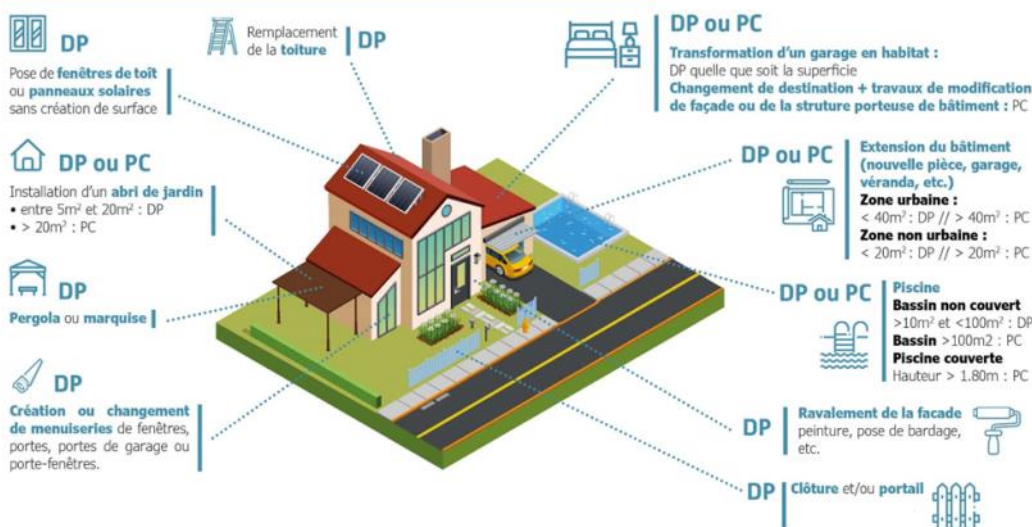 DP
Pose de fenêtres de toît
ou panneaux solaires
sans création de surface
Remplacement
de la toiture
DP
DP ou PC
Transformation d'un garage en habitat :
DP quelle que soit la superficie
Changement de destination + travaux de modification
de façade ou de la struture porteuse de bâtiment : PC
DP ou PC
Installation d'un abri de jardin
• entre 5m² et 20m² : DP
• > 20m² : PC
DP ou PC
Extension du bâtiment
(nouvelle pièce, garage,
véranda, etc.)
Zone urbaine :
< 40m² : DP // > 40m² : PC
Zone non urbaine :
< 20m² : DP // > 20m² : PC
DP
Pergola ou marquise
DP ou PC
Piscine
Bassin non couvert
>10m² et <100m² : DP
Bassin >100m2 : PC
Piscine couverte
Hauteur > 1.80m : PC
DP
Création ou changement
de menuiseries de fenêtres,
portes, portes de garage ou
porte-fenêtres.
DP
Ravalement de la facade
peinture, pose de bardage,
etc.
DP
Clôture et/ou portail